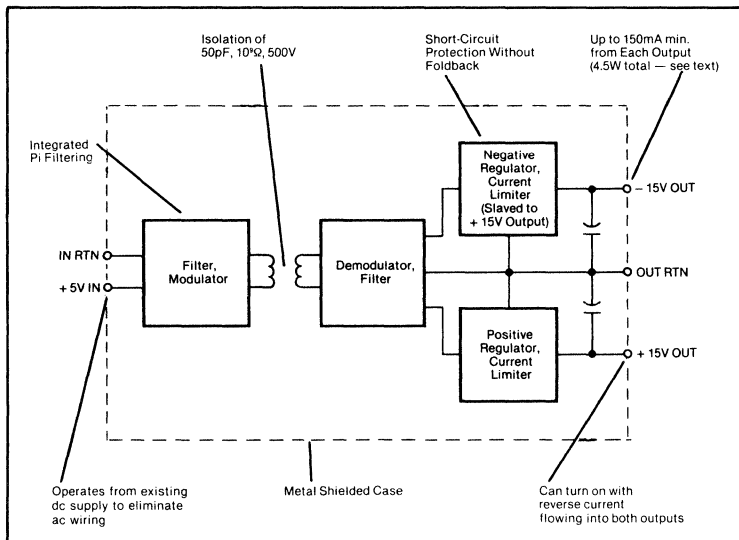 Isolation of
50pF, 10⁹Ω, 500V
Short-Circuit
Protection Without
Foldback
Up to 150mA min.
from Each Output
(4.5W total — see text)
Integrated
Pi Filtering
Negative
Regulator,
Current
Limiter
(Slaved to
+ 15V Output)
− 15V OUT
IN RTN
+ 5V IN
Filter,
Modulator
Demodulator,
Filter
OUT RTN
Positive
Regulator,
Current
Limiter
+ 15V OUT
Operates from existing
dc supply to eliminate
ac wiring
Metal Shielded Case
Can turn on with
reverse current
flowing into both outputs